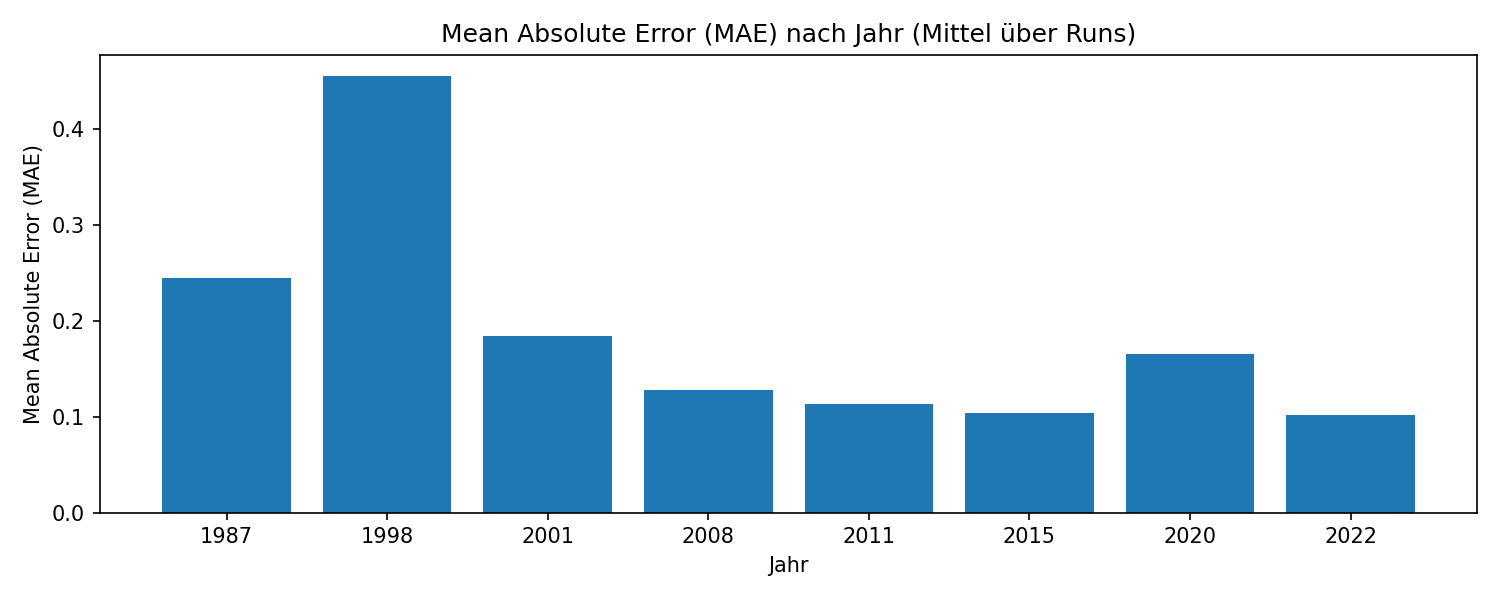 Mean Absolute Error (MAE) nach Jahr (Mittel über Runs)
Mean Absolute Error (MAE)
0.4
0.3
0.2
0.1
0.0
1987 1998 2001 2008 2011 2015 2020 2022
Jahr